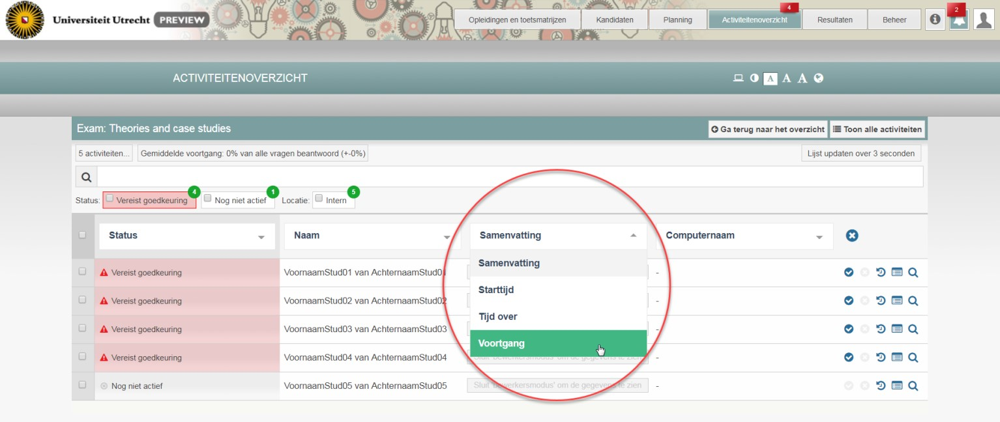 Universiteit Utrecht PREVIEW
Opleidingen en toetsmatrijzen Kandidaten Planning Activiteitenoverzicht 4 Resultaten Beheer 2
ACTIVITEITENOVERZICHT A A A
Exam: Theories and case studies Ga terug naar het overzicht Toon alle activiteiten
5 activiteiten... Gemiddelde voortgang: 0% van alle vragen beantwoord (+-0%) Lijst updaten over 3 seconden
Status: Vereist goedkeuring 4 Nog niet actief 1 Locatie: Intern 5
Status Naam Samenvatting Computernaam
Samenvatting
Starttijd
Tijd over
Voortgang
Vereist goedkeuring VoornaamStud01 van AchternaamStud01 -
Vereist goedkeuring VoornaamStud02 van AchternaamStud02 -
Vereist goedkeuring VoornaamStud03 van AchternaamStud03 -
Vereist goedkeuring VoornaamStud04 van AchternaamStud04 Sluit 'bewerkersmodus' om de gegevens te zien -
Nog niet actief VoornaamStud05 van AchternaamStud05 Sluit 'bewerkersmodus' om de gegevens te zien -